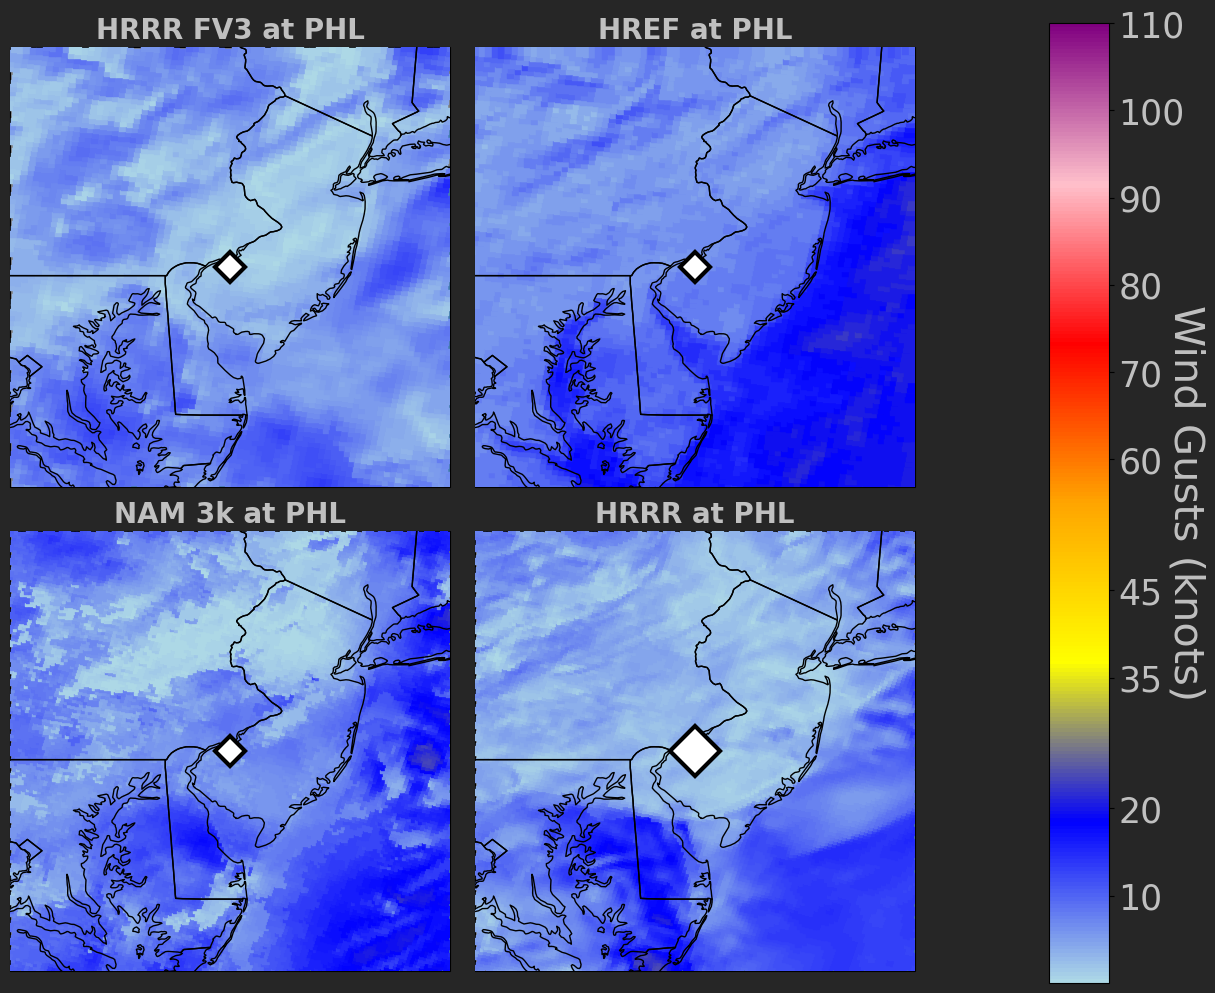 HRRR FV3 at PHL
HREF at PHL
NAM 3k at PHL
HRRR at PHL
110
100
90
80
70
60
45
35
20
10
Wind Gusts (knots)